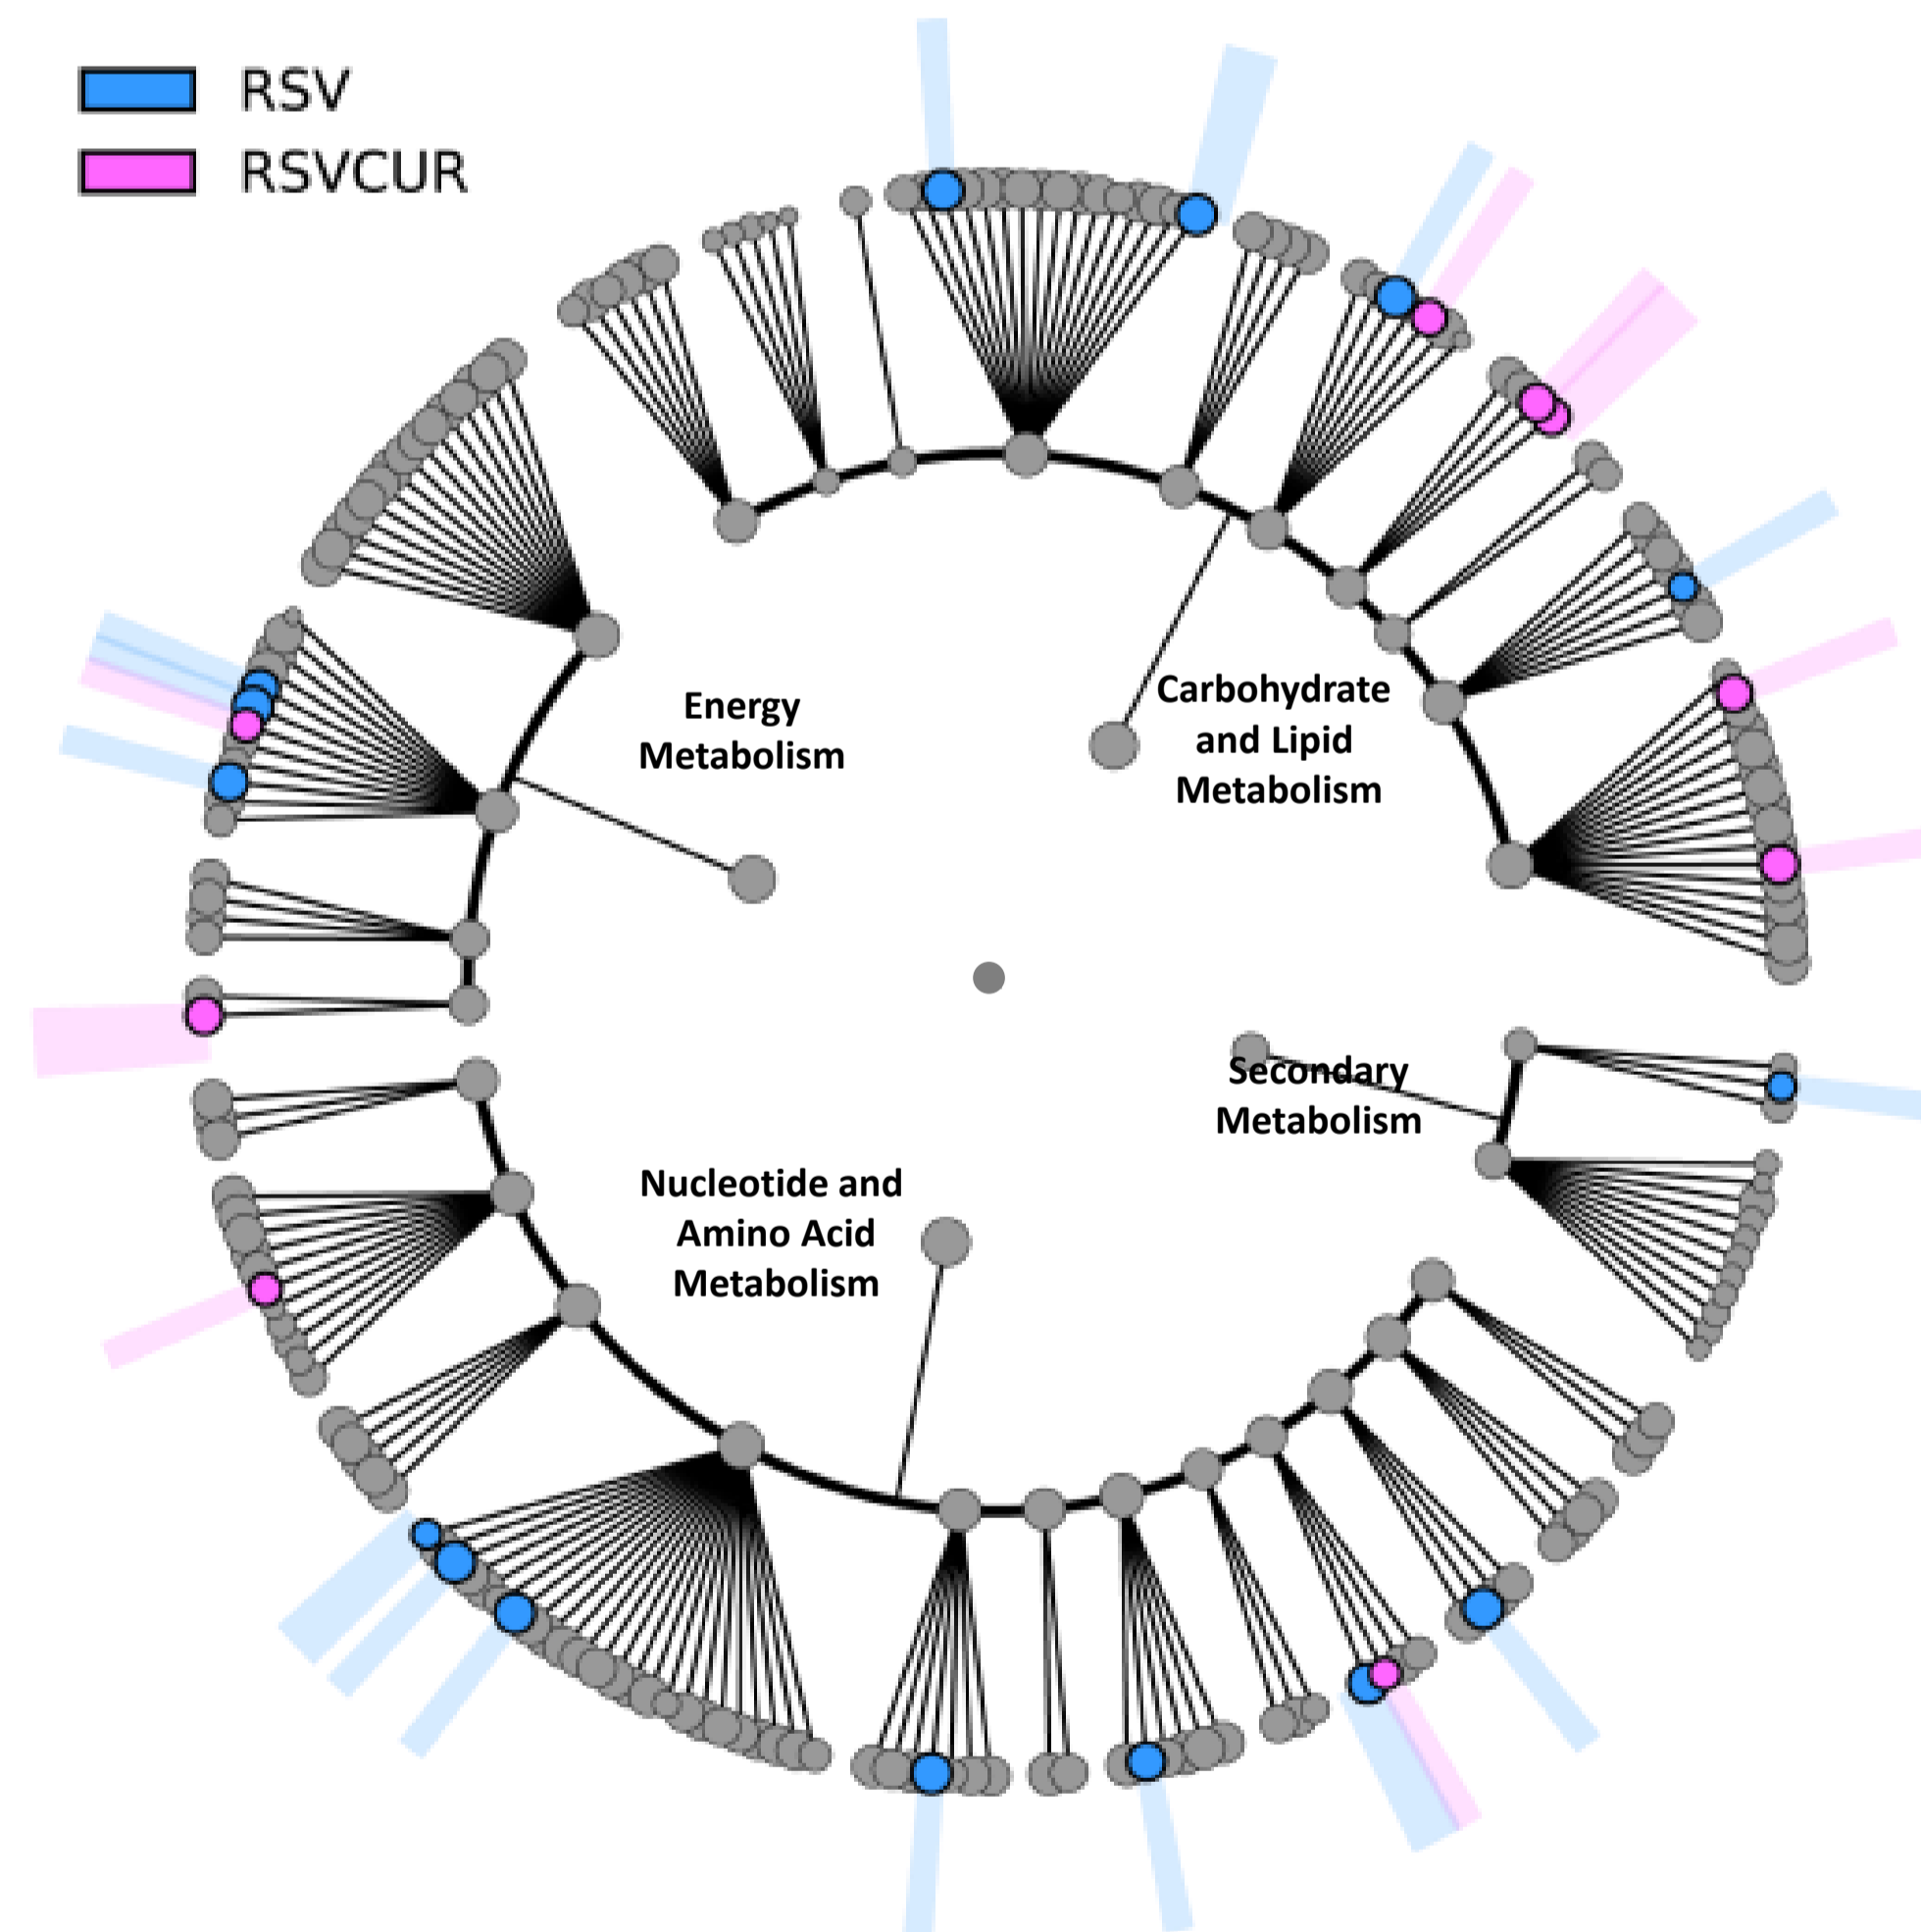 RSV
RSVCUR
Energy
Metabolism
Carbohydrate
and Lipid
Metabolism
Secondary
Metabolism
Nucleotide and
Amino Acid
Metabolism